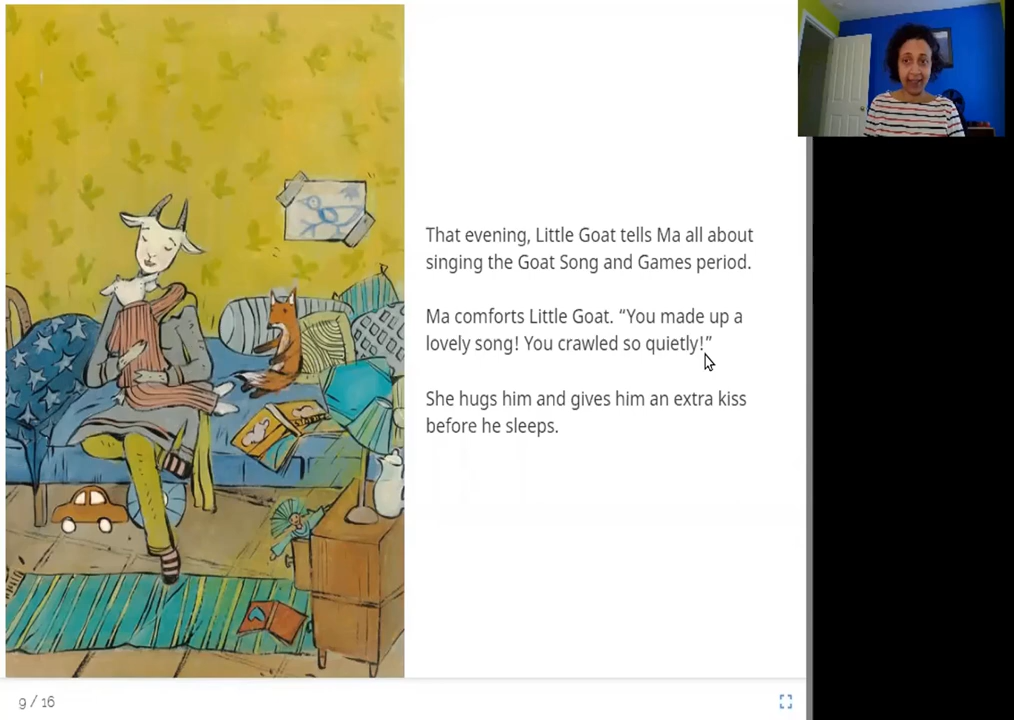 That evening, Little Goat tells Ma all about
singing the Goat Song and Games period.
Ma comforts Little Goat. “You made up a
lovely song! You crawled so quietly!”
She hugs him and gives him an extra kiss
before he sleeps.
9 / 16